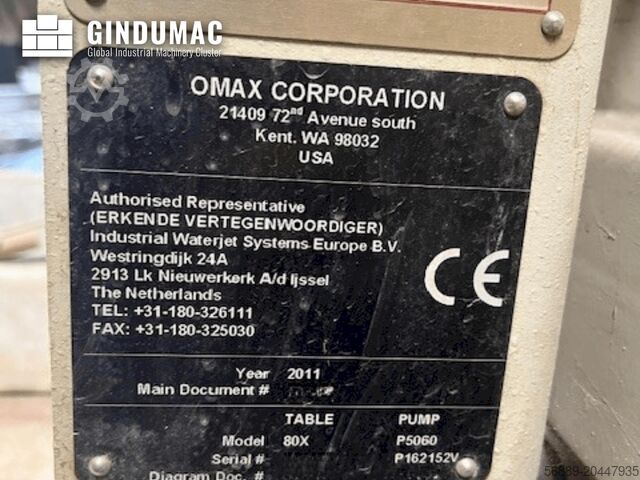 GINDUMAC
Global Industrial Machinery Cluster
OMAX CORPORATION
21409 72nd Avenue south
Kent. WA 98032
USA
Authorised Representative
(ERKENDE VERTEGENWOORDIGER)
Industrial Waterjet Systems Europe B.V.
Westringdijk 24A
2913 Lk Nieuwerkerk A/d Ijssel
The Netherlands
TEL: +31-180-326111
FAX: +31-180-325030
CE
Year 2011
Main Document #
TABLE PUMP
Model 80X P5060
Serial # P162152V
Diagram Doc. #
56889-20447935